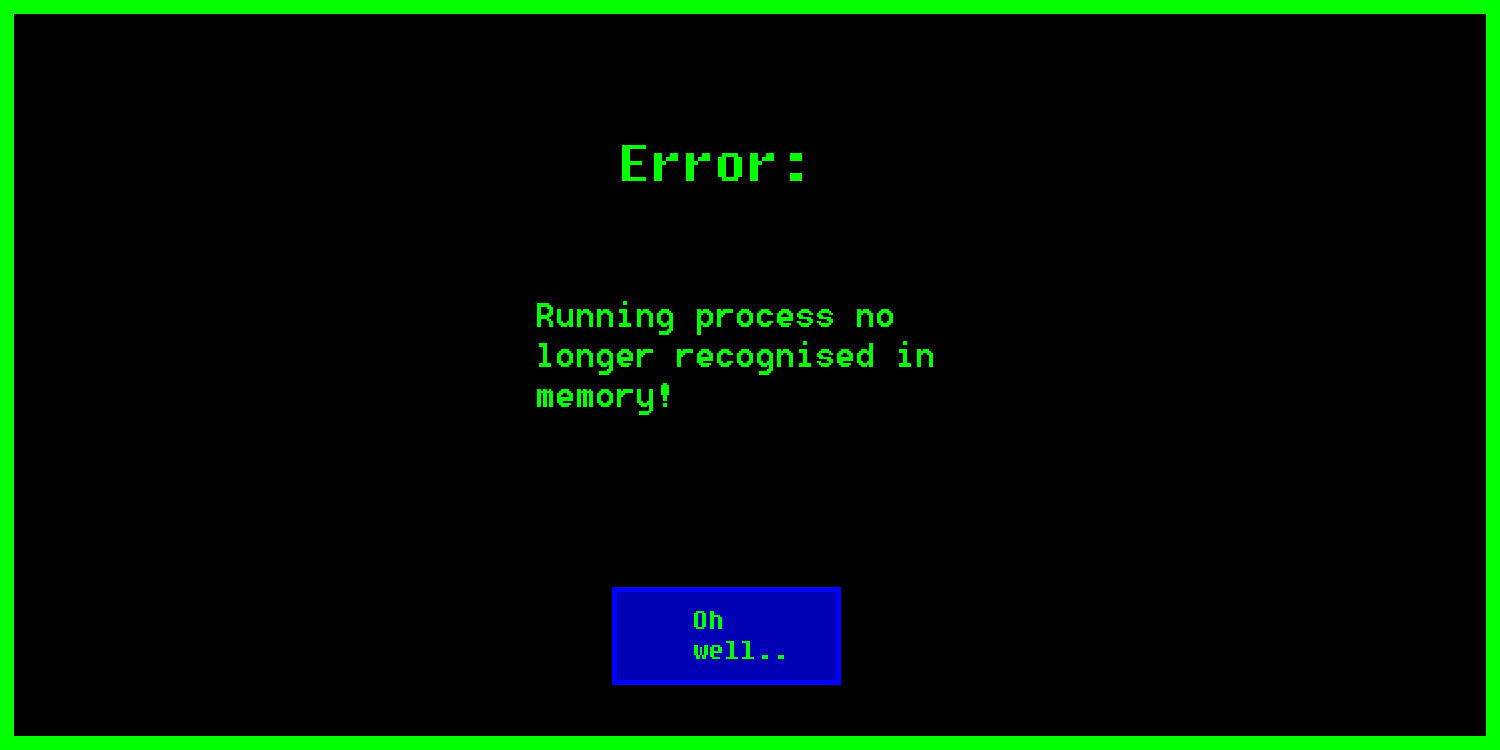 Error:
Running process no
longer recognised in
memory!
Oh
well..